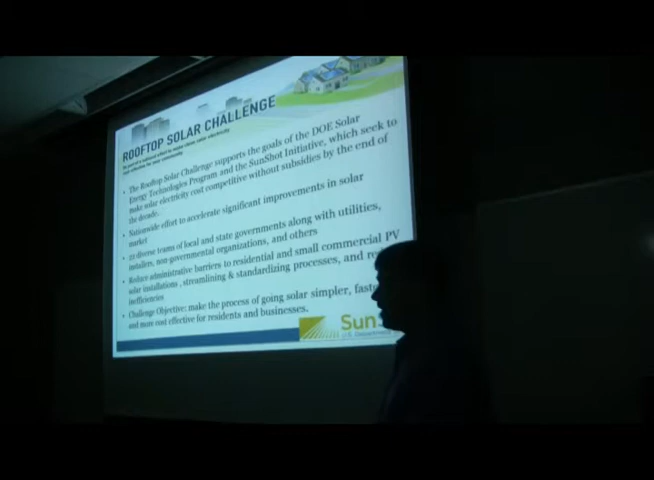 ROOFTOP SOLAR CHALLENGE
• The Rooftop Solar Challenge supports the goals of the DOE Solar
Energy Technologies Program and the SunShot Initiative, which seek to
make solar electricity cost competitive without subsidies by the end of
the decade.
• Nationwide effort to accelerate significant improvements in solar
market
• diverse teams of local and state governments along with utilities,
installers, non-governmental organizations, and others
• Reduce administrative barriers to residential and small commercial PV
solar installations , streamlining & standardizing processes, and
inefficiencies
• Challenge Objective: make the process of going solar simpler,
and more cost effective for residents and businesses.
Sun
U.S. Department